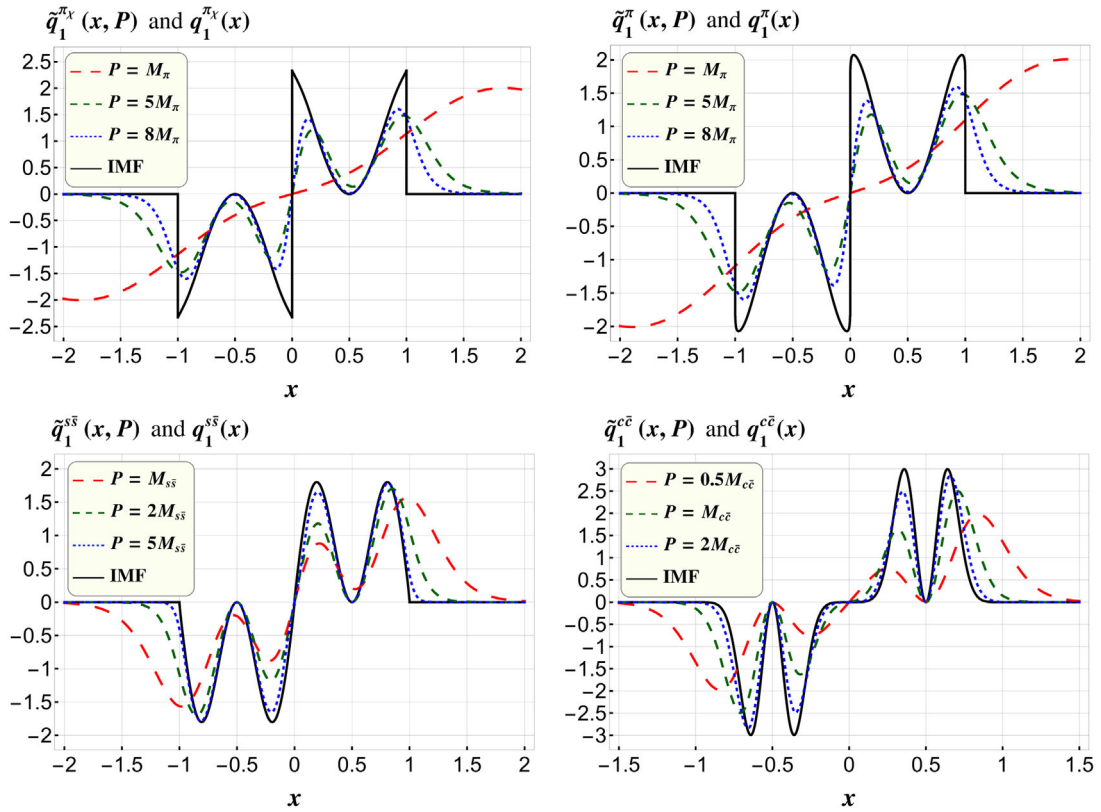 q̃₁^{π_χ}(x, P) and q₁^{π_χ}(x)
P = M_π
P = 5M_π
P = 8M_π
IMF
2.5
2
1.5
1
0.5
0
−0.5
−1
−1.5
−2
−2.5
−2 −1.5 −1 −0.5 0 0.5 1 1.5 2
x
q̃₁^π(x, P) and q₁^π(x)
P = M_π
P = 5M_π
P = 8M_π
IMF
2
1.5
1
0.5
0
−0.5
−1
−1.5
−2
−2 −1.5 −1 −0.5 0 0.5 1 1.5 2
x
q̃₁^{ss̄}(x, P) and q₁^{ss̄}(x)
P = M_{ss̄}
P = 2M_{ss̄}
P = 5M_{ss̄}
IMF
2
1.5
1
0.5
0
−0.5
−1
−1.5
−2
−2 −1.5 −1 −0.5 0 0.5 1 1.5 2
x
q̃₁^{cc̄}(x, P) and q₁^{cc̄}(x)
P = 0.5M_{cc̄}
P = M_{cc̄}
P = 2M_{cc̄}
IMF
3
2.5
2
1.5
1
0.5
0
−0.5
−1
−1.5
−2
−2.5
−3
−1.5 −1 −0.5 0 0.5 1 1.5
x